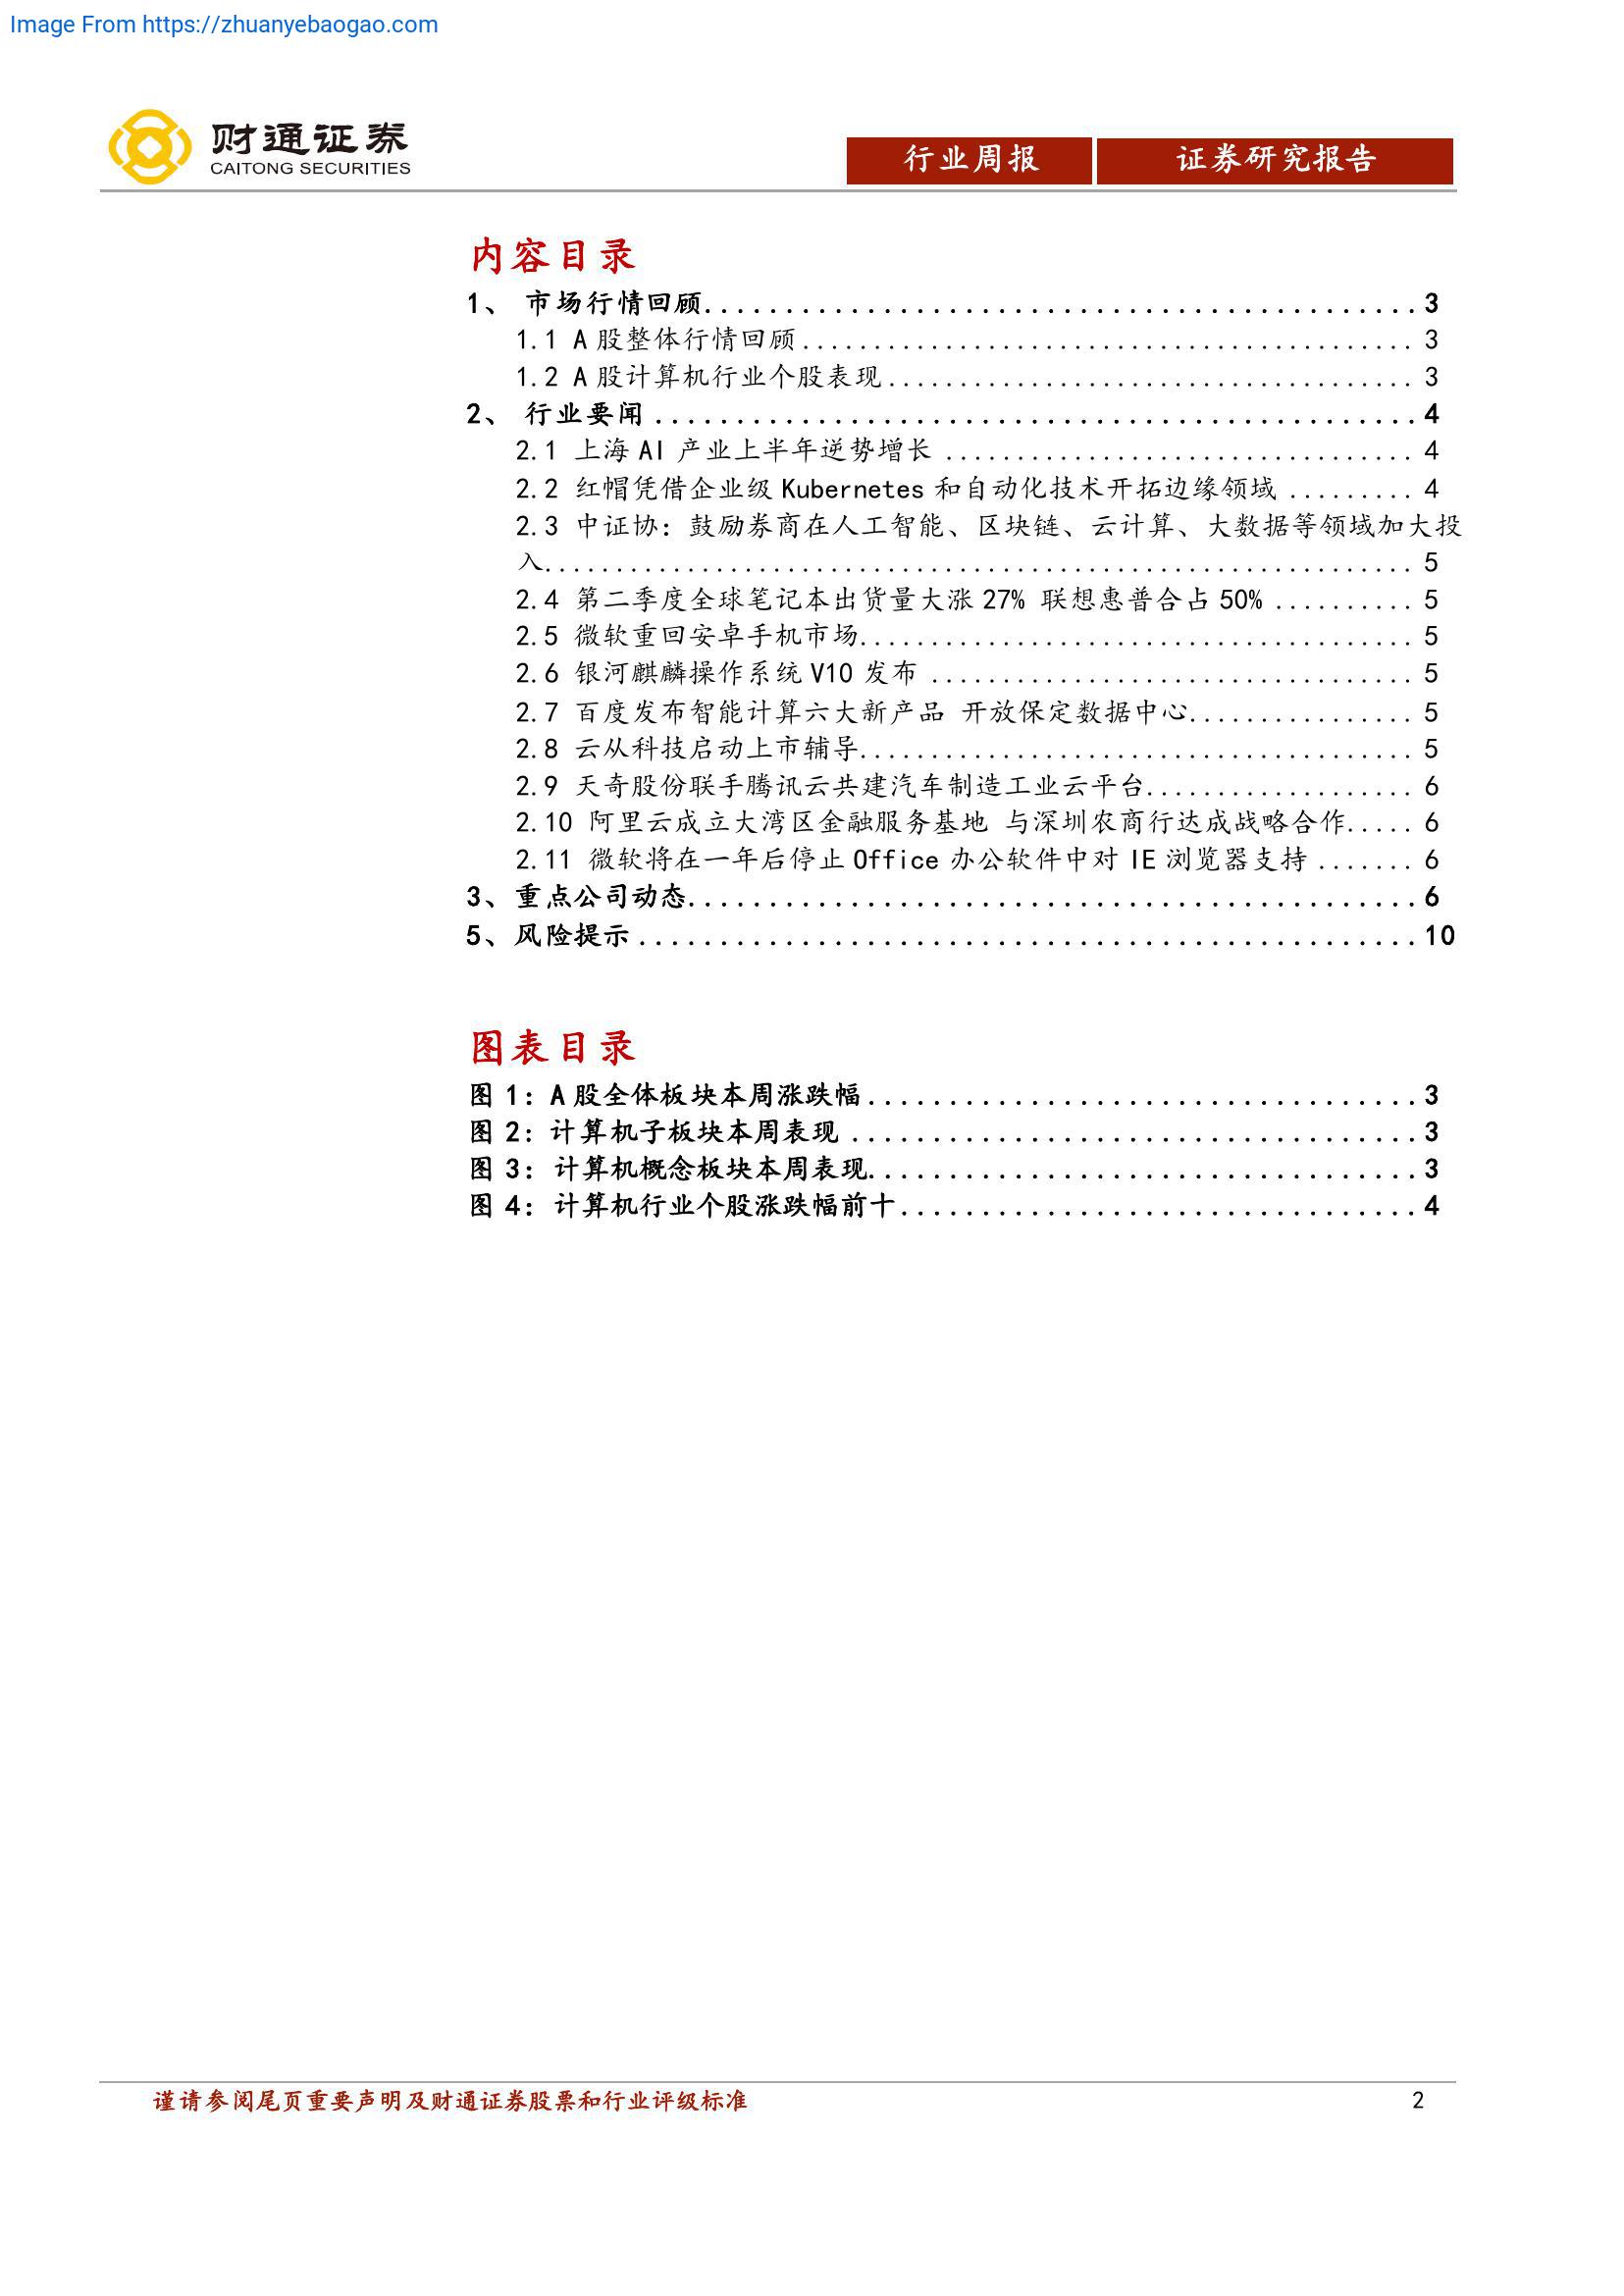 Image From https://zhuanyebaogao.com
财通证券
CAITONG SECURITIES
行业周报
证券研究报告
内容目录
1、 市场行情回顾........................................3
1.1 A 股整体行情回顾........................................ 3
1.2 A 股计算机行业个股表现........................................ 3
2、 行业要闻 ........................................4
2.1 上海 AI 产业上半年逆势增长 ................................ 4
2.2 红帽凭借企业级 Kubernetes 和自动化技术开拓边缘领域 ......... 4
2.3 中证协：鼓励券商在人工智能、区块链、云计算、大数据等领域加大投
入............................................................ 5
2.4 第二季度全球笔记本出货量大涨 27% 联想惠普合占 50% .......... 5
2.5 微软重回安卓手机市场...................................... 5
2.6 银河麒麟操作系统 V10 发布 ................................. 5
2.7 百度发布智能计算六大新产品 开放保定数据中心................ 5
2.8 云从科技启动上市辅导...................................... 5
2.9 天奇股份联手腾讯云共建汽车制造工业云平台................... 6
2.10 阿里云成立大湾区金融服务基地 与深圳农商行达成战略合作..... 6
2.11 微软将在一年后停止 Office 办公软件中对 IE 浏览器支持 ....... 6
3、重点公司动态.............................................6
5、风险提示 ................................................10
图表目录
图 1：A 股全体板块本周涨跌幅..................................3
图 2：计算机子板块本周表现 ...................................3
图 3：计算机概念板块本周表现..................................3
图 4：计算机行业个股涨跌幅前十................................4
谨请参阅尾页重要声明及财通证券股票和行业评级标准
2